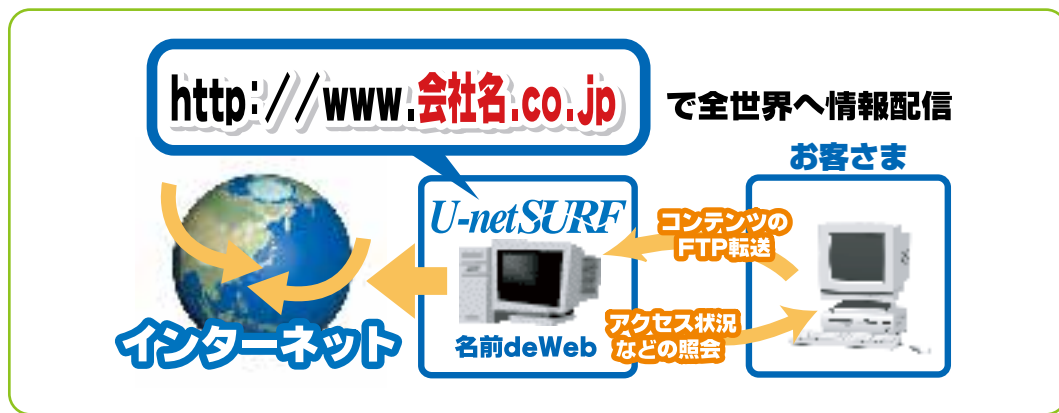 http://www.会社名.co.jp
で全世界へ情報配信
お客さま
U-netSURF
コンテンツの
FTP転送
インターネット
名前deWeb
アクセス状況
などの照会